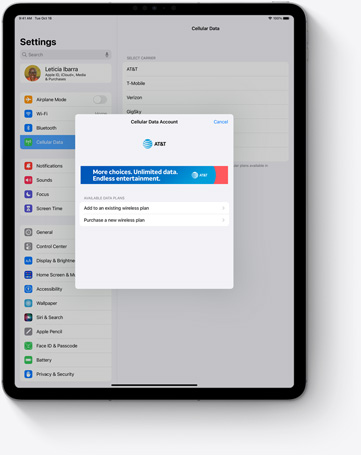 9:41 AM Tue Oct 18
100%
Settings
Cellular Data
Search
Leticia Ibarra
Apple ID, iCloud+, Media
& Purchases
SELECT CARRIER
AT&T
T-Mobile
Verizon
GigSky
Airplane Mode
Wi-Fi
Bluetooth
Cellular Data
Notifications
Sounds
Focus
Screen Time
General
Control Center
Display & Brightne
Home Screen & M
Accessibility
Wallpaper
Siri & Search
Apple Pencil
Face ID & Passcode
Battery
Privacy & Security
Cellular Data Account
Cancel
AT&T
More choices. Unlimited data.
Endless entertainment.
AT&T
AVAILABLE DATA PLANS
Add to an existing wireless plan
Purchase a new wireless plan